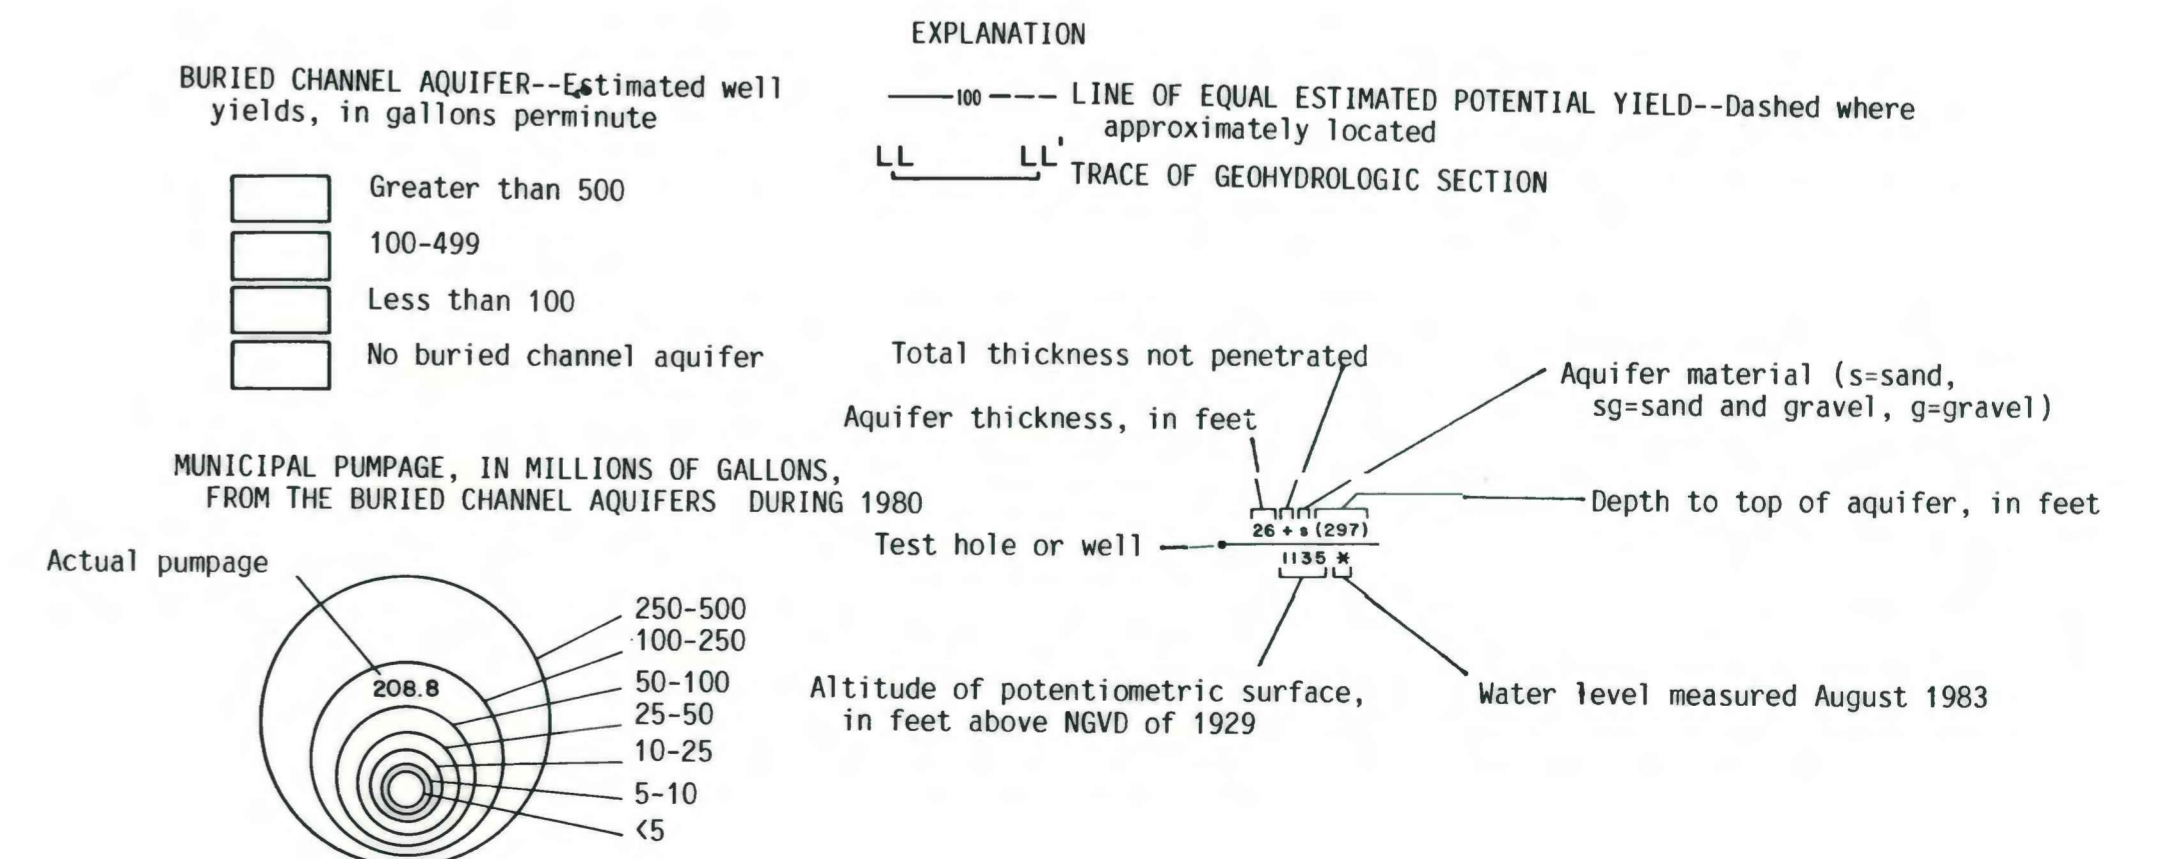 EXPLANATION
BURIED CHANNEL AQUIFER--Estimated well
yields, in gallons perminute
Greater than 500
100-499
Less than 100
No buried channel aquifer
100
LINE OF EQUAL ESTIMATED POTENTIAL YIELD--Dashed where
approximately located
LL LL'
TRACE OF GEOHYDROLOGIC SECTION
MUNICIPAL PUMPAGE, IN MILLIONS OF GALLONS,
FROM THE BURIED CHANNEL AQUIFERS DURING 1980
Actual pumpage
208.8
250-500
100-250
50-100
25-50
10-25
5-10
<5
Total thickness not penetrated
Aquifer thickness, in feet
Aquifer material (s=sand,
sg=sand and gravel, g=gravel)
Depth to top of aquifer, in feet
26 + s (297)
Test hole or well
1135 *
Altitude of potentiometric surface,
in feet above NGVD of 1929
Water level measured August 1983